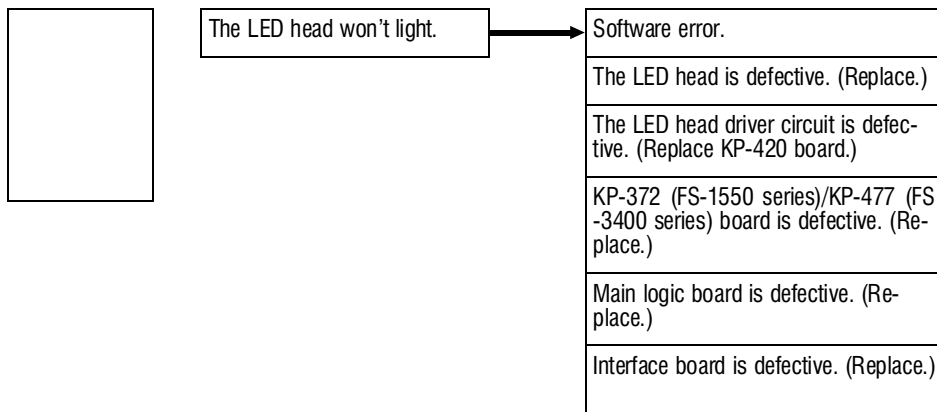 The LED head won't light.
Software error.
The LED head is defective. (Replace.)
The LED head driver circuit is defec-
tive. (Replace KP-420 board.)
KP-372 (FS-1550 series)/KP-477 (FS
-3400 series) board is defective. (Re-
place.)
Main logic board is defective. (Re-
place.)
Interface board is defective. (Replace.)